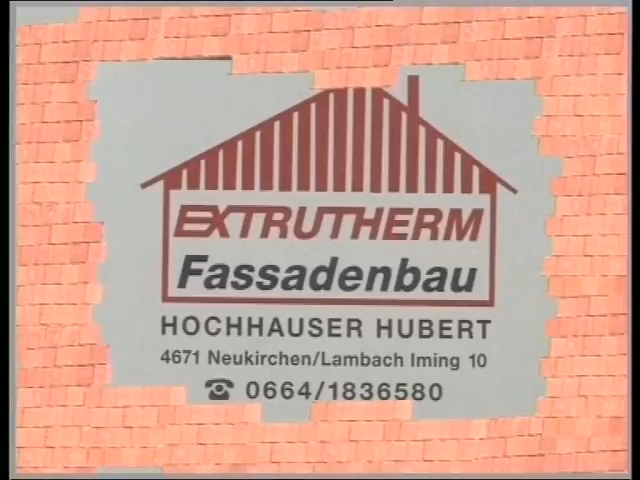 EXTRUTHERM
Fassadenbau
HOCHHAUSER HUBERT
4671 Neukirchen/Lambach Iming 10
☎ 0664/1836580